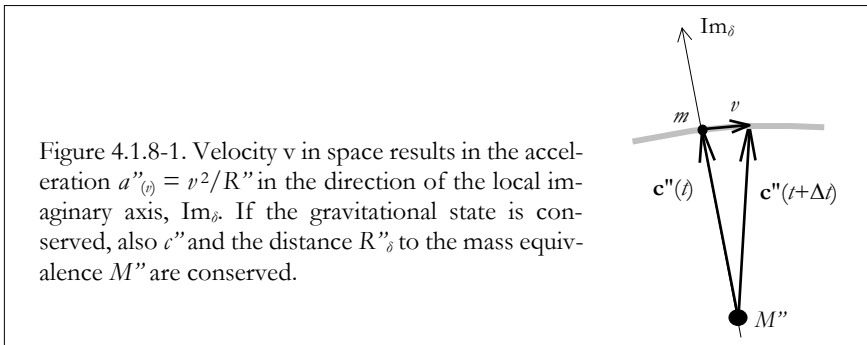 Figure 4.1.8-1. Velocity v in space results in the accel-
eration a”(v) = v²/R” in the direction of the local im-
aginary axis, Imδ. If the gravitational state is con-
served, also c” and the distance R”δ to the mass equiv-
alence M” are conserved.
Imδ
m
v
c"(t)
c"(t+Δt)
M”